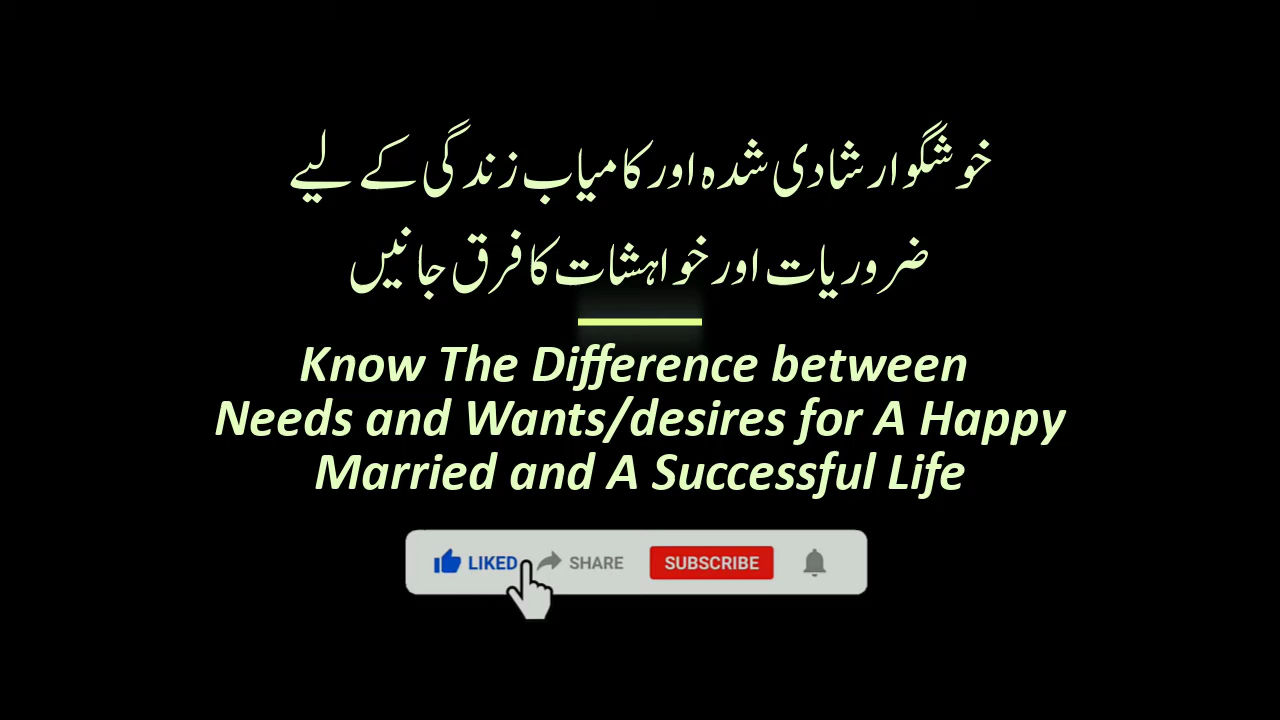 خوشگوار شادی شدہ اور کامیاب زندگی کے لیے
ضروریات اور خواہشات کا فرق جانیں
Know The Difference between
Needs and Wants/desires for A Happy
Married and A Successful Life
LIKED SHARE SUBSCRIBE